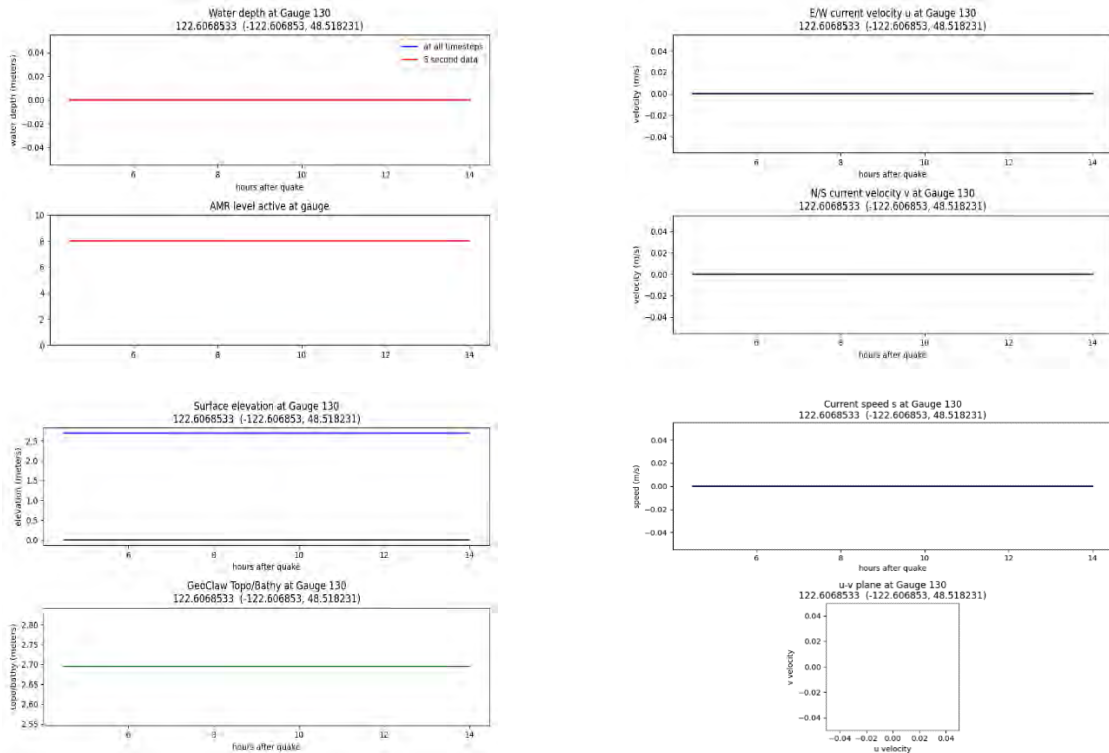 Water depth at Gauge 130
122.6068533 (-122.606853, 48.518231)
at all timesteps
5 second data
water depth (meters)
0.04
0.02
0.00
−0.02
−0.04
6 8 10 12 14
hours after quake
AMR level active at gauge
10
8
6
4
2
0
6 8 10 12 14
hours after quake
Surface elevation at Gauge 130
122.6068533 (-122.606853, 48.518231)
elevation (meters)
2.5
2.0
1.5
1.0
0.5
0.0
6 8 10 12 14
hours after quake
GeoClaw Topo/Bathy at Gauge 130
122.6068533 (-122.606853, 48.518231)
topo/bathy (meters)
2.80
2.75
2.70
2.65
2.60
2.55
6 8 10 12 14
hours after quake
E/W current velocity u at Gauge 130
122.6068533 (-122.606853, 48.518231)
velocity (m/s)
0.04
0.02
0.00
−0.02
−0.04
6 8 10 12 14
hours after quake
N/S current velocity v at Gauge 130
122.6068533 (-122.606853, 48.518231)
velocity (m/s)
0.04
0.02
0.00
−0.02
−0.04
6 8 10 12 14
hours after quake
Current speed s at Gauge 130
122.6068533 (-122.606853, 48.518231)
speed (m/s)
0.04
0.02
0.00
−0.02
−0.04
6 8 10 12 14
hours after quake
u-v plane at Gauge 130
122.6068533 (-122.606853, 48.518231)
v velocity
0.04
0.02
0.00
−0.02
−0.04
−0.04 −0.02 0.00 0.02 0.04
u velocity